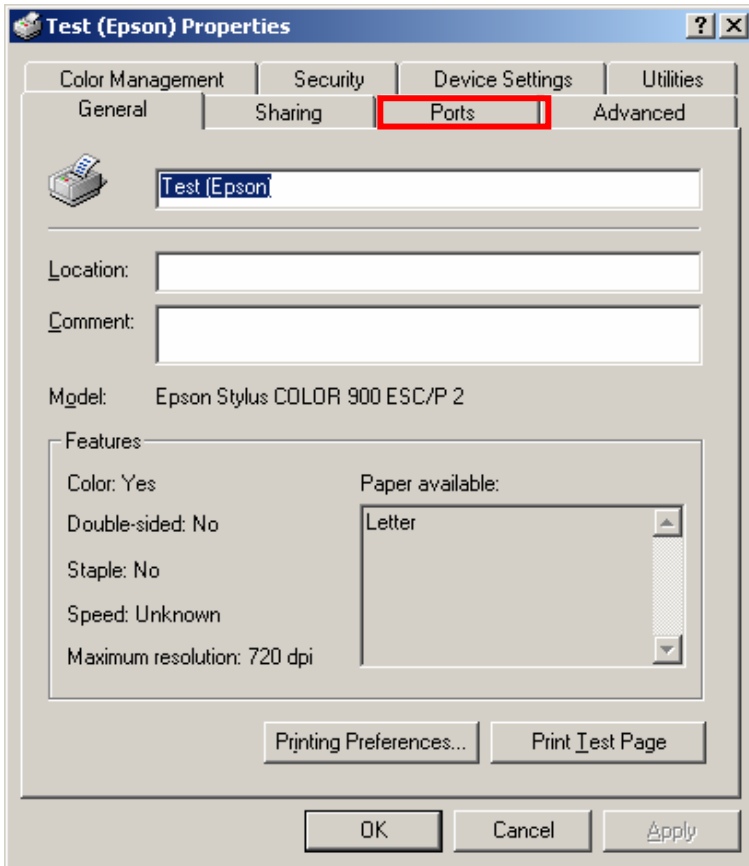 Test (Epson) Properties
Color Management Security Device Settings Utilities
General Sharing Ports Advanced
Test (Epson)
Location:
Comment:
Model: Epson Stylus COLOR 900 ESC/P 2
Features
Color: Yes Paper available:
Double-sided: No Letter
Staple: No
Speed: Unknown
Maximum resolution: 720 dpi
Printing Preferences... Print Test Page
OK Cancel Apply